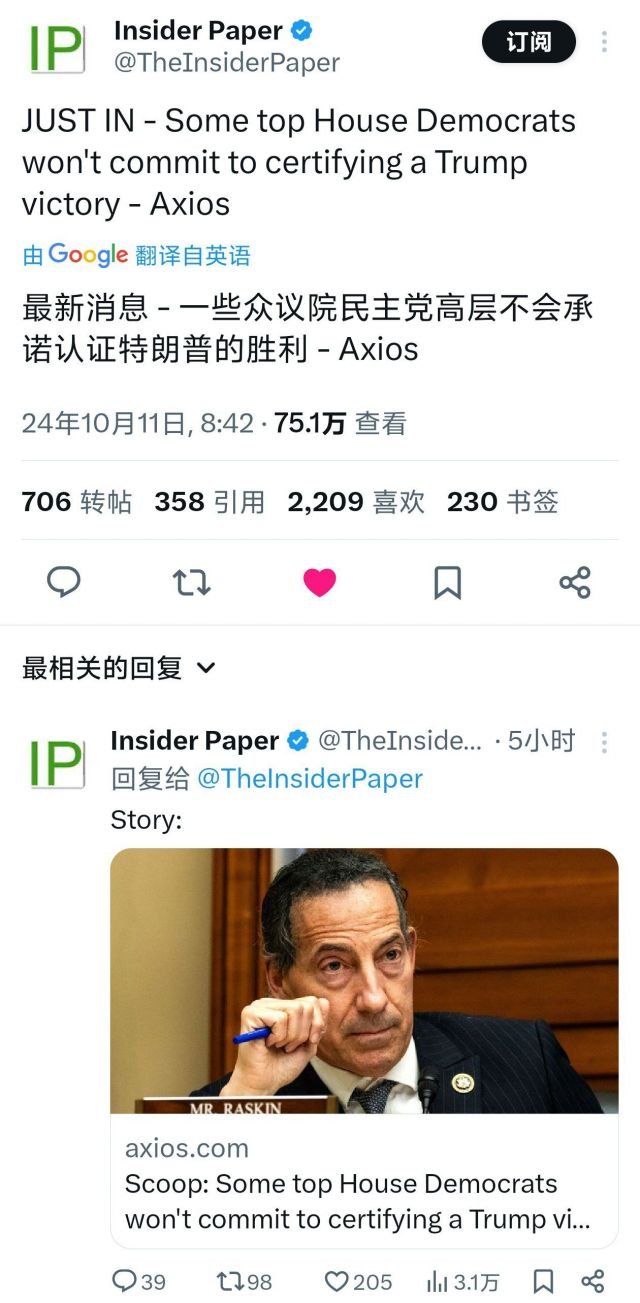 IP
Insider Paper
订阅
@TheInsiderPaper
JUST IN - Some top House Democrats
won't commit to certifying a Trump
victory - Axios
由 Google 翻译自英语
最新消息 - 一些众议院民主党高层不会承
诺认证特朗普的胜利 - Axios
24年10月11日, 8:42 · 75.1万 查看
706 转帖 358 引用 2,209 喜欢 230 书签
最相关的回复
IP
Insider Paper @TheInside... · 5小时
回复给 @TheInsiderPaper
Story:
MR. RASKIN
axios.com
Scoop: Some top House Democrats
won't commit to certifying a Trump vi...
39 98 205 3.1万